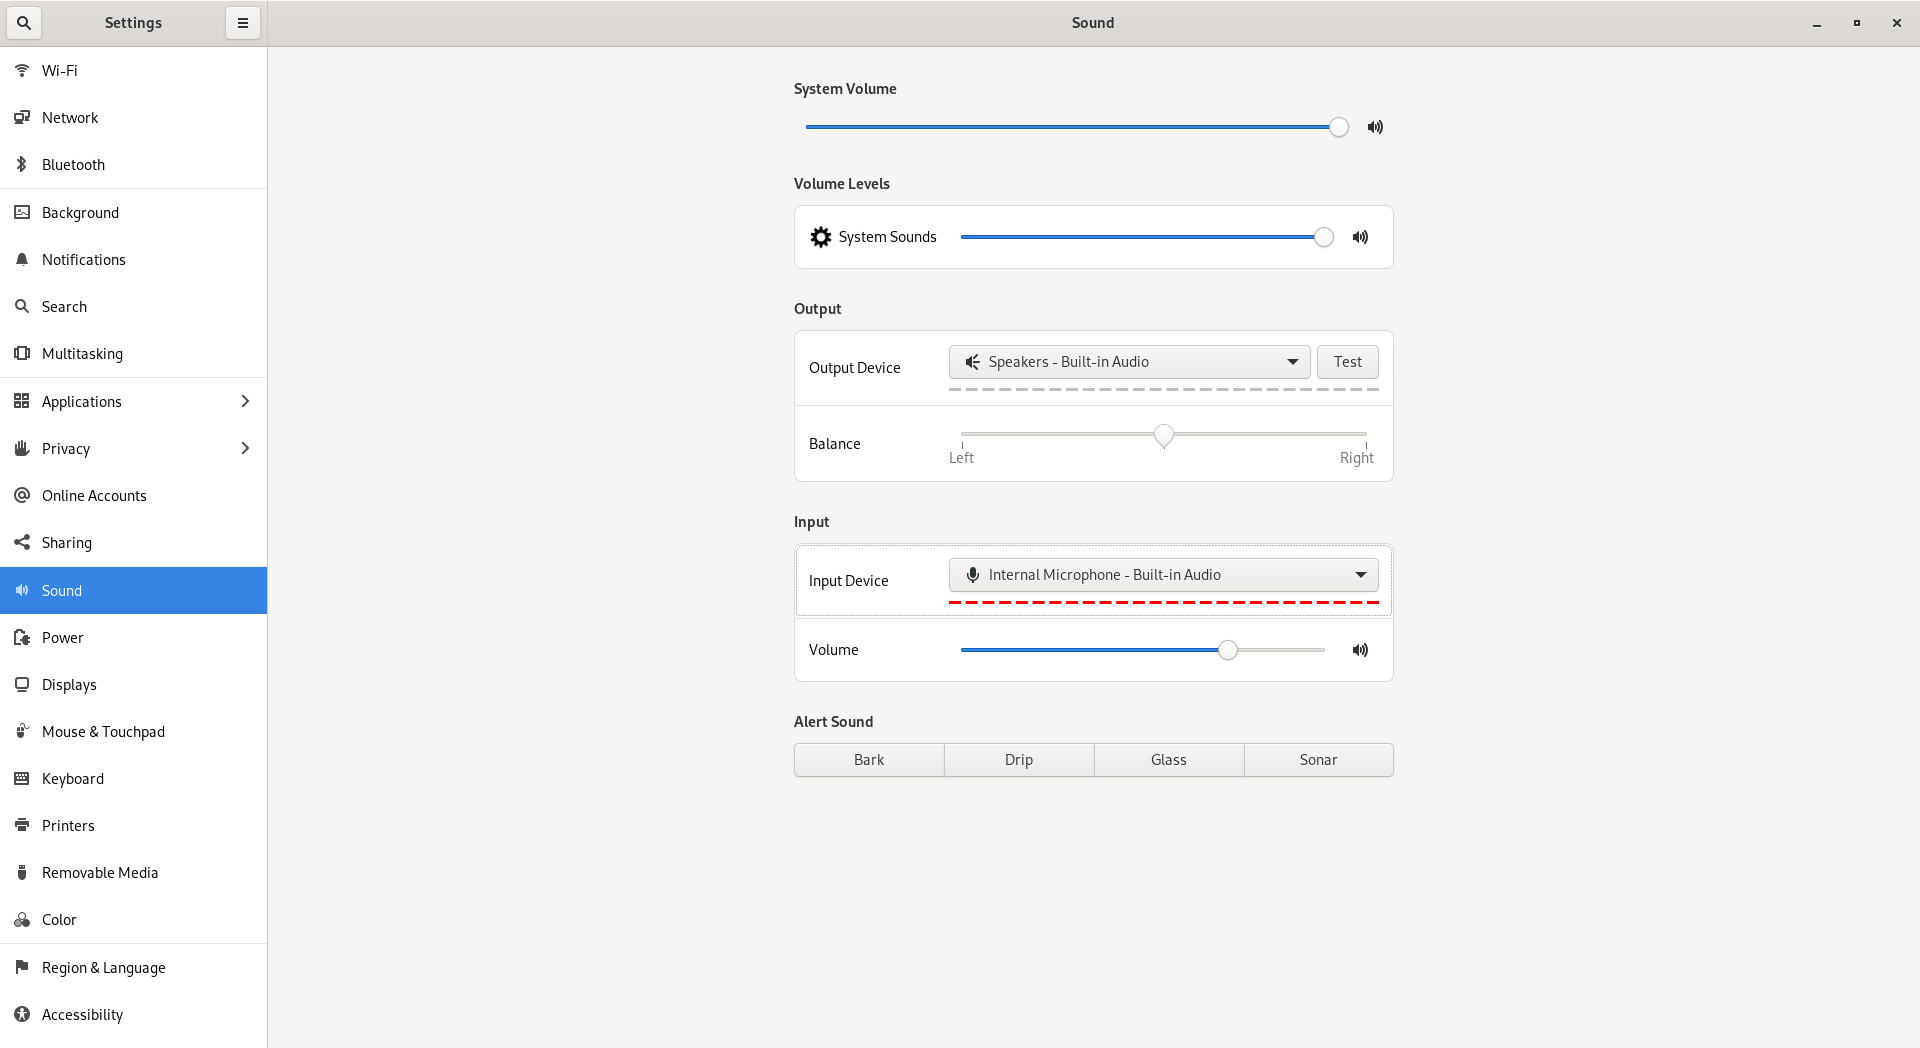 Settings
Sound
Wi-Fi
Network
Bluetooth
Background
Notifications
Search
Multitasking
Applications
Privacy
Online Accounts
Sharing
Sound
Power
Displays
Mouse & Touchpad
Keyboard
Printers
Removable Media
Color
Region & Language
Accessibility
System Volume
Volume Levels
System Sounds
Output
Output Device
Speakers - Built-in Audio
Test
Balance
Left
Right
Input
Input Device
Internal Microphone - Built-in Audio
Volume
Alert Sound
Bark
Drip
Glass
Sonar